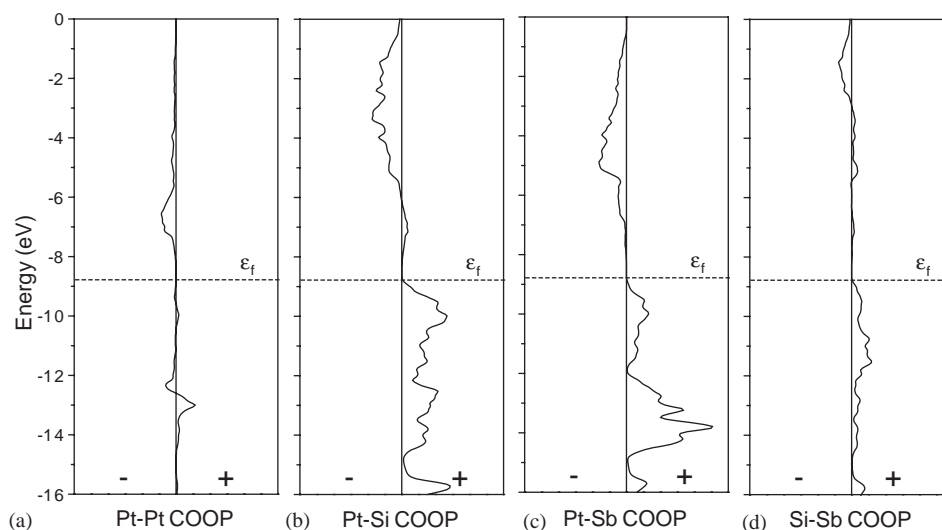 0
-2
-4
-6
-8
-10
-12
-14
-16
Energy (eV)
εf εf εf εf
- + - + - + - +
(a) Pt-Pt COOP (b) Pt-Si COOP (c) Pt-Sb COOP (d) Si-Sb COOP